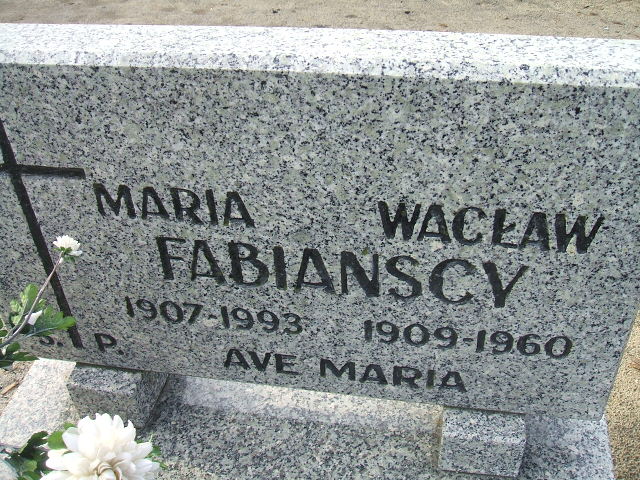 MARIA WACŁAW
FABIANSCY
1907-1993 1909-1960
S. P.
AVE MARIA